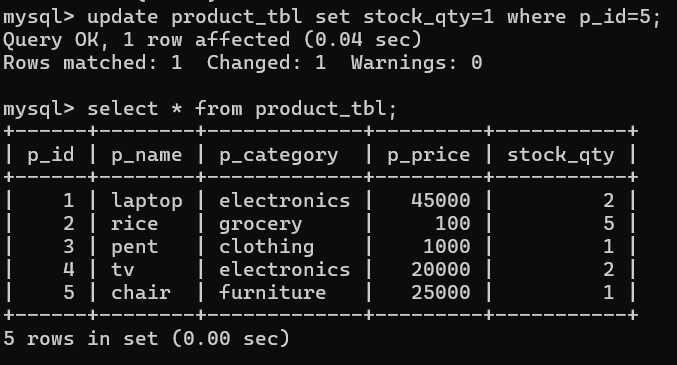 mysql> update product_tbl set stock_qty=1 where p_id=5;
Query OK, 1 row affected (0.04 sec)
Rows matched: 1  Changed: 1  Warnings: 0

mysql> select * from product_tbl;
+------+--------+-------------+---------+-----------+
| p_id | p_name | p_category  | p_price | stock_qty |
+------+--------+-------------+---------+-----------+
|    1 | laptop | electronics |   45000 |         2 |
|    2 | rice   | grocery     |     100 |         5 |
|    3 | pent   | clothing    |    1000 |         1 |
|    4 | tv     | electronics |   20000 |         2 |
|    5 | chair  | furniture   |   25000 |         1 |
+------+--------+-------------+---------+-----------+
5 rows in set (0.00 sec)